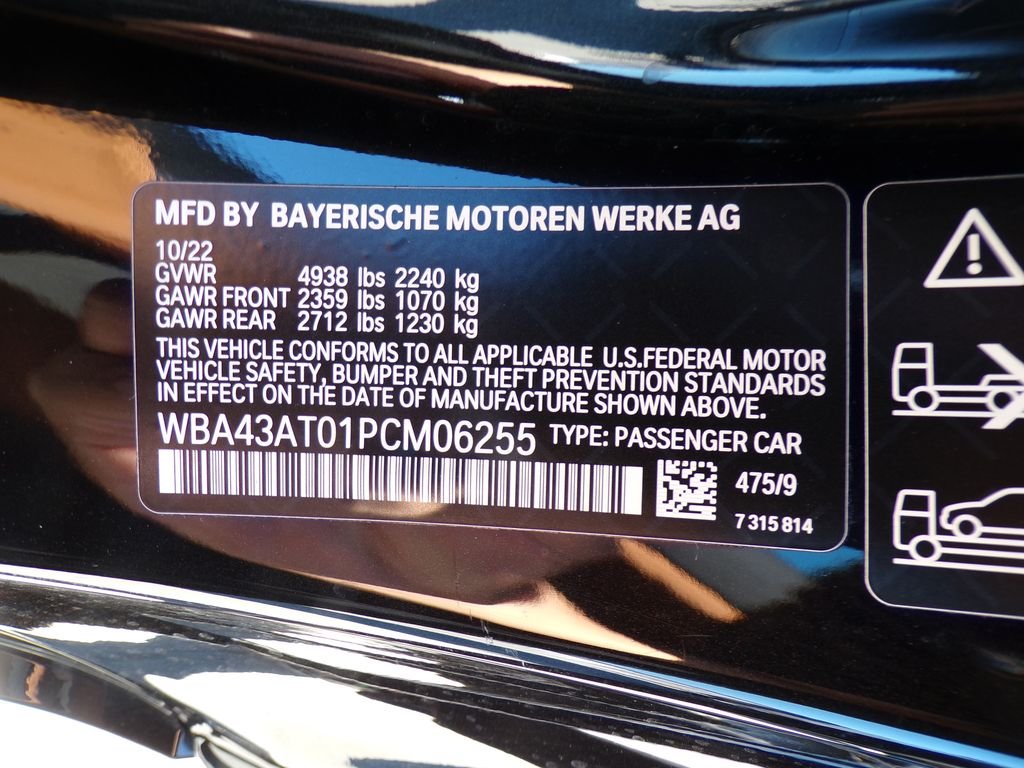 MFD BY BAYERISCHE MOTOREN WERKE AG
10/22
GVWR 4938 lbs 2240 kg
GAWR FRONT 2359 lbs 1070 kg
GAWR REAR 2712 lbs 1230 kg
THIS VEHICLE CONFORMS TO ALL APPLICABLE U.S.FEDERAL MOTOR
VEHICLE SAFETY, BUMPER AND THEFT PREVENTION STANDARDS
IN EFFECT ON THE DATE OF MANUFACTURE SHOWN ABOVE.
WBA43AT01PCM06255 TYPE: PASSENGER CAR
475/9
7 315 814